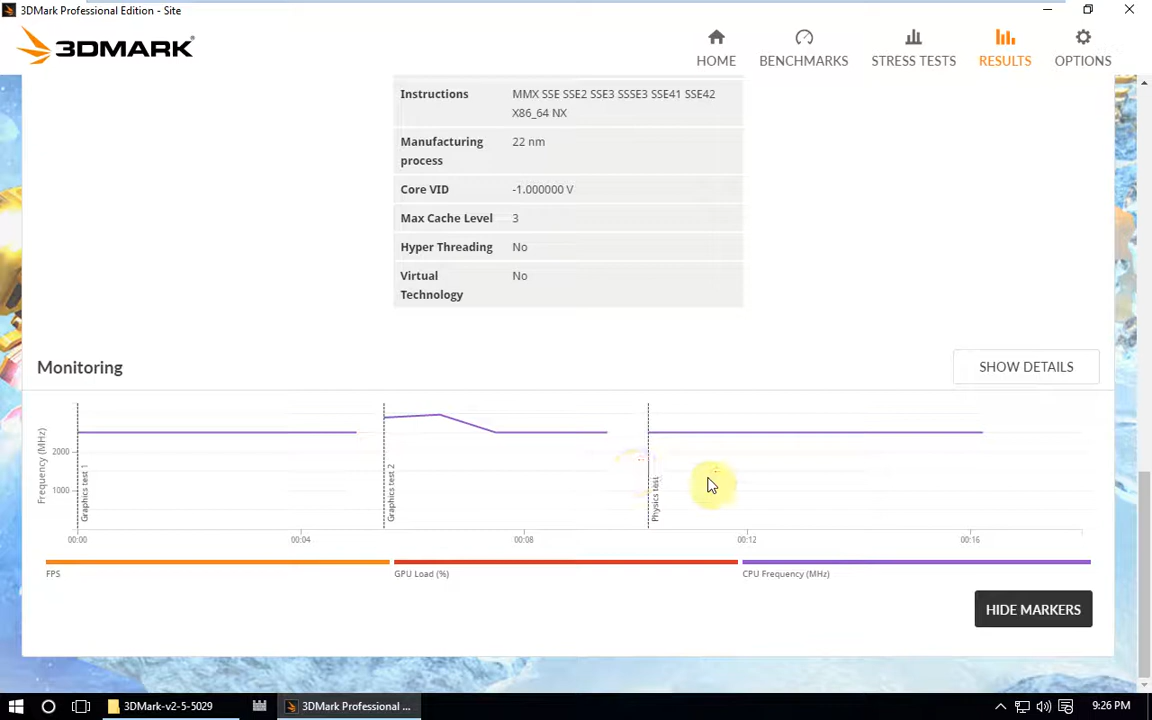 3DMark Professional Edition - Site
3DMARK®
HOME
BENCHMARKS
STRESS TESTS
RESULTS
OPTIONS
Instructions
MMX SSE SSE2 SSE3 SSSE3 SSE41 SSE42
X86_64 NX
Manufacturing
process
22 nm
Core VID
-1.000000 V
Max Cache Level
3
Hyper Threading
No
Virtual
Technology
No
Monitoring
SHOW DETAILS
Frequency (MHz)
2000
1000
Graphics test 1
Graphics test 2
Physics test
00:00
00:04
00:08
00:12
00:16
FPS
GPU Load (%)
CPU Frequency (MHz)
HIDE MARKERS
3DMark-v2-5-5029
3DMark Professional ...
9:26 PM